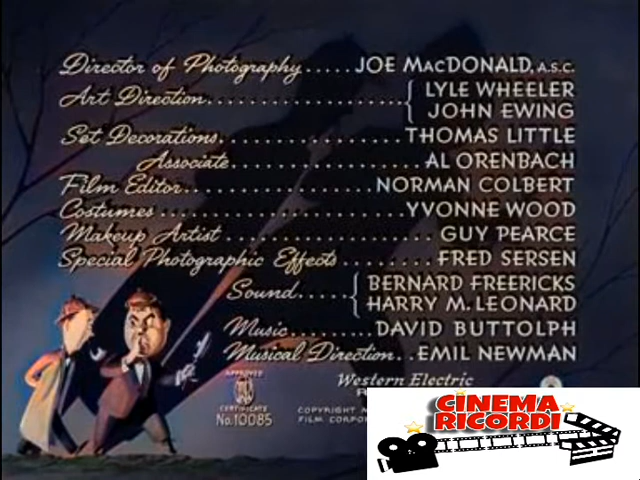 Director of Photography.....JOE MacDONALD, A.S.C.
Art Direction..................{LYLE WHEELER
JOHN EWING
Set Decorations..................THOMAS LITTLE
Associate..................AL ORENBACH
Film Editor..................NORMAN COLBERT
Costumes.....................YVONNE WOOD
Makeup Artist....................GUY PEARCE
Special Photographic Effects........FRED SERSEN
Sound.....{BERNARD FREERICKS
HARRY M. LEONARD
Music.........DAVID BUTTOLPH
Musical Direction..EMIL NEWMAN
APPROVED
Western Electric
CERTIFICATE
No. 10085
COPYRIGHT
FILM
CINEMA
RICORDI